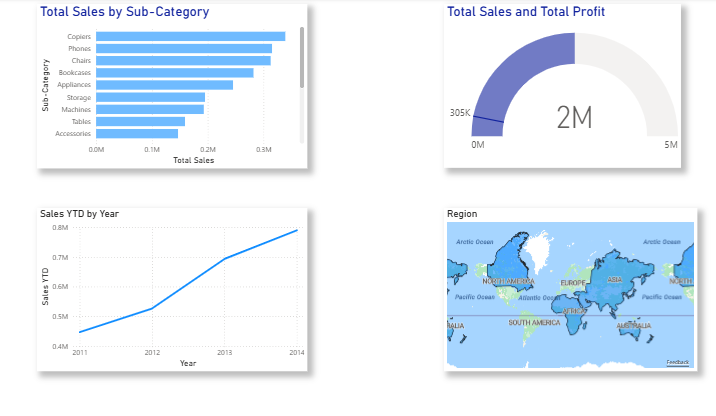 Total Sales by Sub-Category
Sub-Category
Copiers
Phones
Chairs
Bookcases
Appliances
Storage
Machines
Tables
Accessories
0.0M 0.1M 0.2M 0.3M
Total Sales
Total Sales and Total Profit
305K
2M
0M 5M
Sales YTD by Year
Sales YTD
0.8M
0.7M
0.6M
0.5M
0.4M
2011 2012 2013 2014
Year
Region
Arctic Ocean Arctic Ocean
NORTH AMERICA EUROPE ASIA NORTH
Pacific Ocean Atlantic Ocean Pacific Ocean
AFRICA
ALIA SOUTH AMERICA AUSTRALIA
Feedback